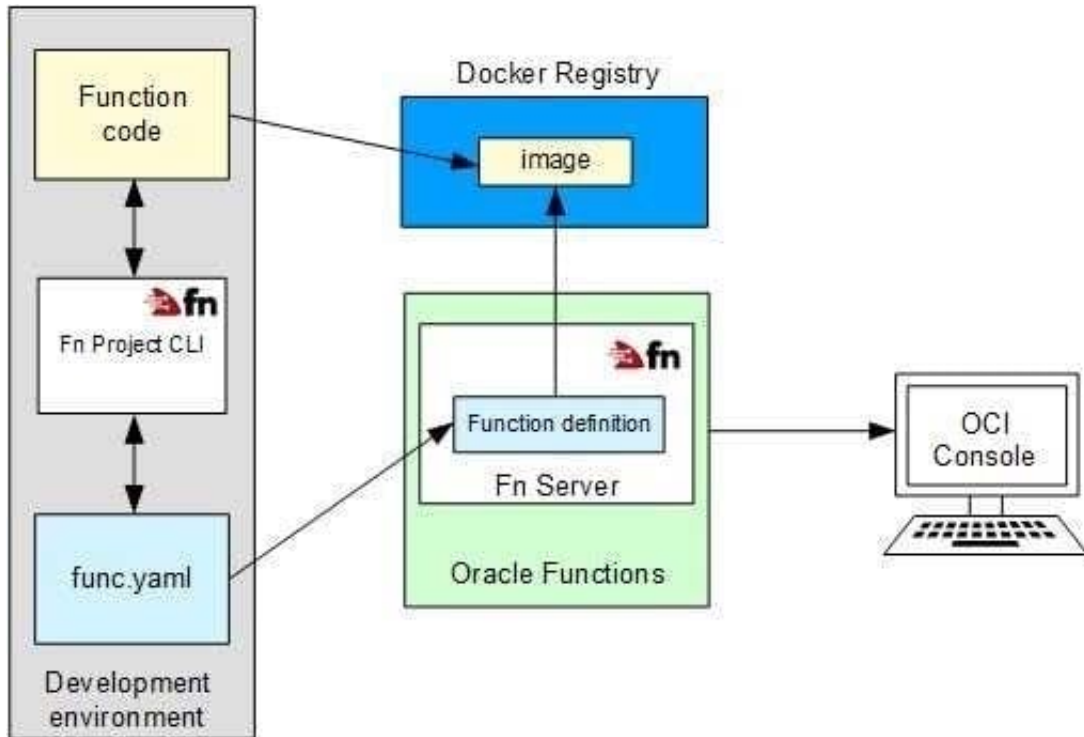 Function
code
fn
Fn Project CLI
func.yaml
Development
environment
Docker Registry
image
fn
Function definition
Fn Server
Oracle Functions
OCI
Console